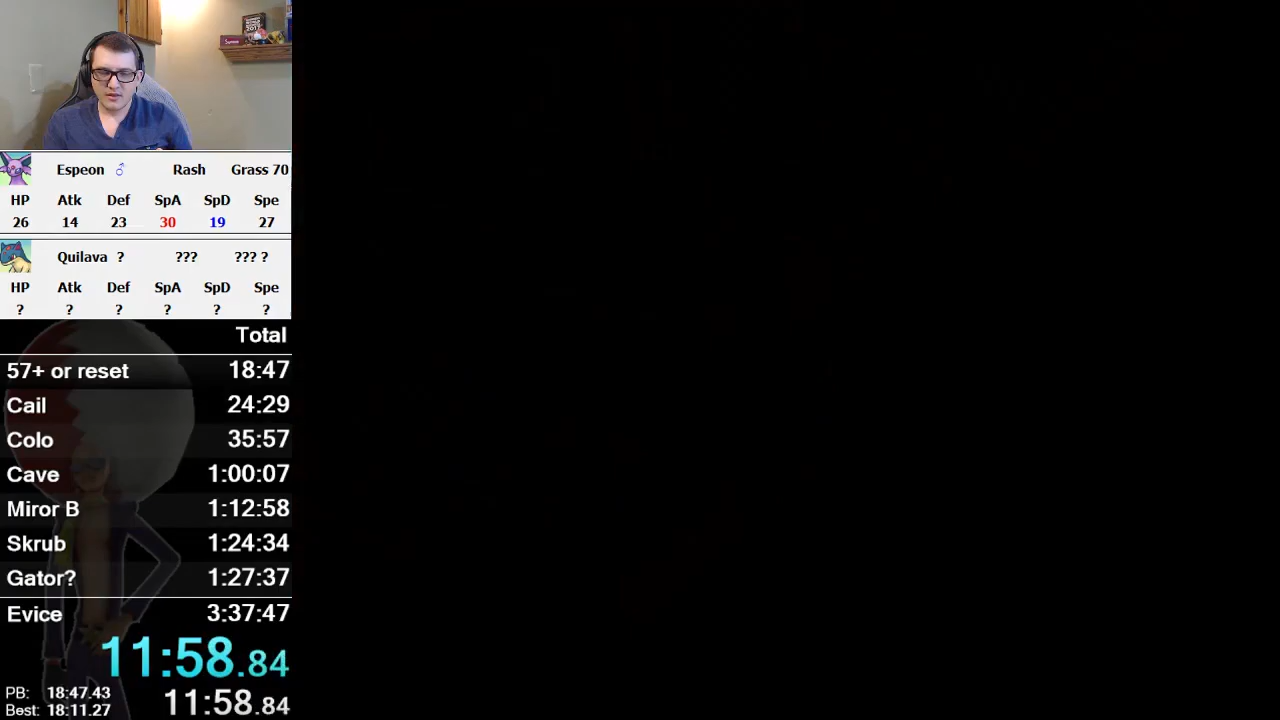 Espeon ♂ Rash Grass 70
HP Atk Def SpA SpD Spe
26 14 23 30 19 27
Quilava ? ??? ??? ?
HP Atk Def SpA SpD Spe
? ? ? ? ? ?
Total
57+ or reset 18:47
Cail 24:29
Colo 35:57
Cave 1:00:07
Miror B 1:12:58
Skrub 1:24:34
Gator? 1:27:37
Evice 3:37:47
11:58.84
PB: 18:47.43
Best: 18:11.27
11:58.84